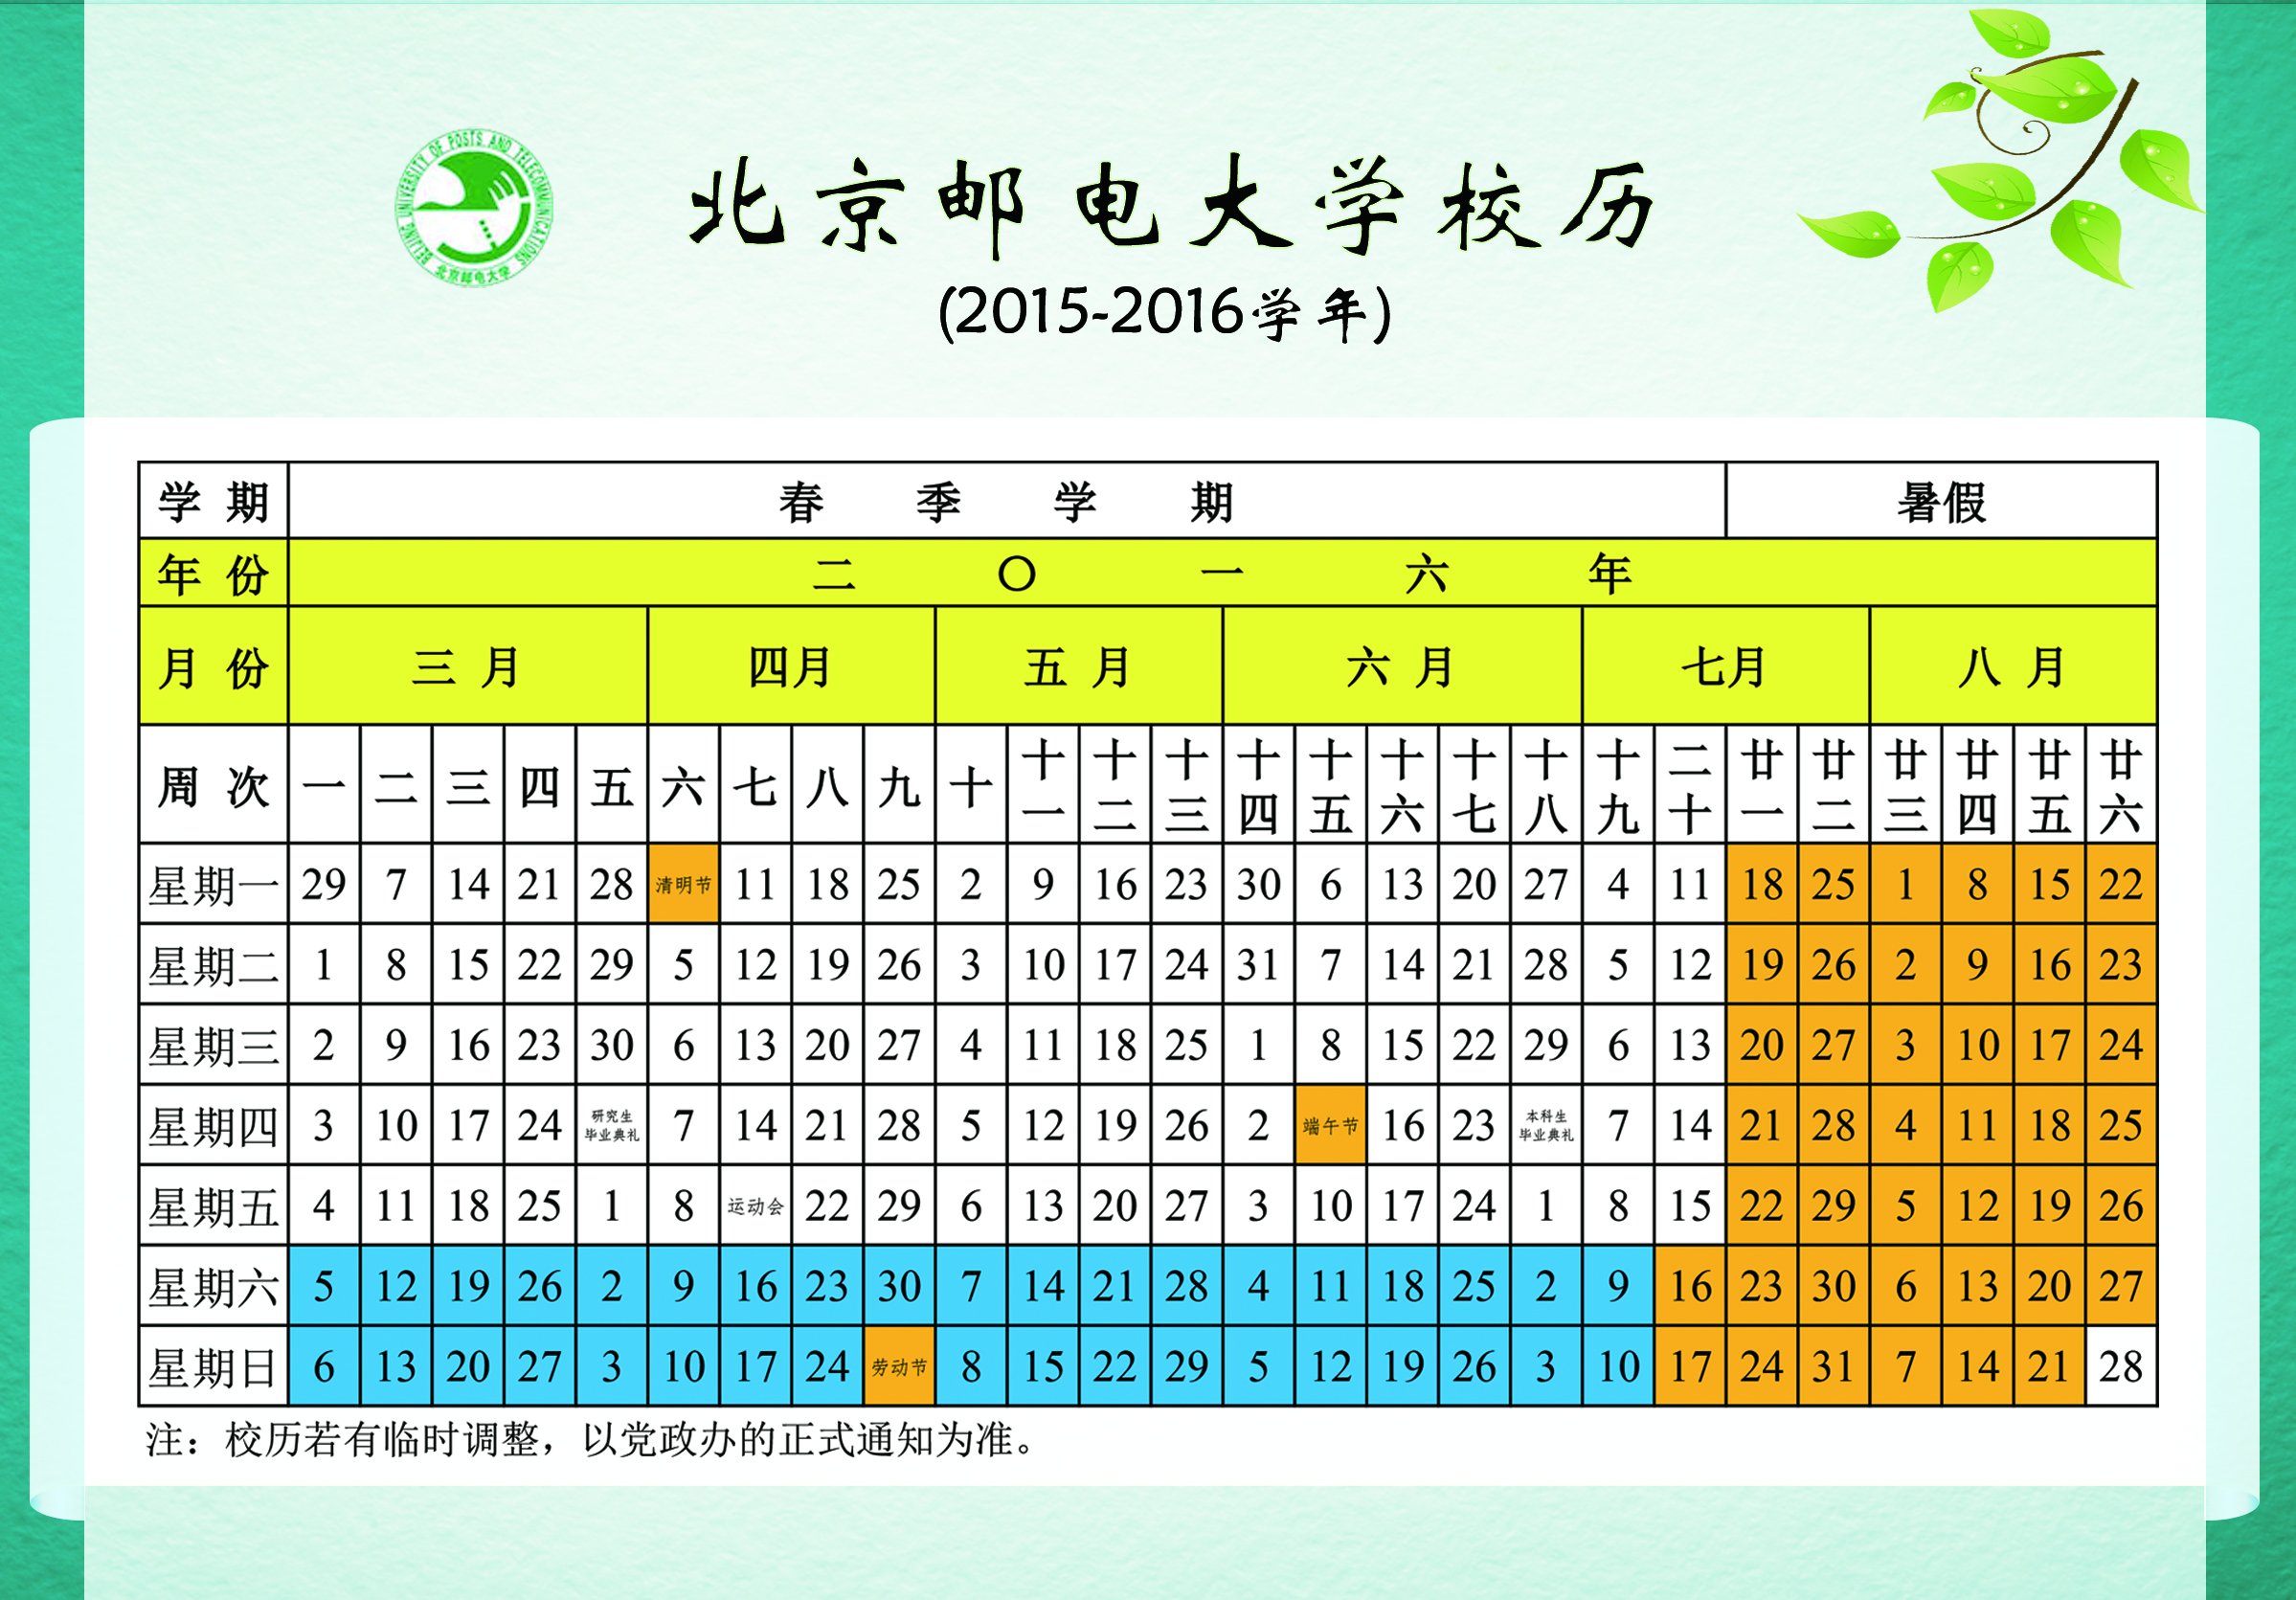 BEIJING UNIVERSITY OF POSTS AND TELECOMMUNICATIONS
北京邮电大学
北京邮电大学校历
(2015-2016学年)
学 期 春 季 学 期 暑假
年 份 二 〇 一 六 年
月 份 三 月 四月 五 月 六 月 七月 八 月
周 次 一 二 三 四 五 六 七 八 九 十 十一 十二 十三 十四 十五 十六 十七 十八 十九 二十 廿一 廿二 廿三 廿四 廿五 廿六
星期一 29 7 14 21 28 清明节 11 18 25 2 9 16 23 30 6 13 20 27 4 11 18 25 1 8 15 22
星期二 1 8 15 22 29 5 12 19 26 3 10 17 24 31 7 14 21 28 5 12 19 26 2 9 16 23
星期三 2 9 16 23 30 6 13 20 27 4 11 18 25 1 8 15 22 29 6 13 20 27 3 10 17 24
星期四 3 10 17 24 研究生毕业典礼 7 14 21 28 5 12 19 26 2 端午节 16 23 本科生毕业典礼 7 14 21 28 4 11 18 25
星期五 4 11 18 25 1 8 运动会 22 29 6 13 20 27 3 10 17 24 1 8 15 22 29 5 12 19 26
星期六 5 12 19 26 2 9 16 23 30 7 14 21 28 4 11 18 25 2 9 16 23 30 6 13 20 27
星期日 6 13 20 27 3 10 17 24 劳动节 8 15 22 29 5 12 19 26 3 10 17 24 31 7 14 21 28
注：校历若有临时调整，以党政办的正式通知为准。